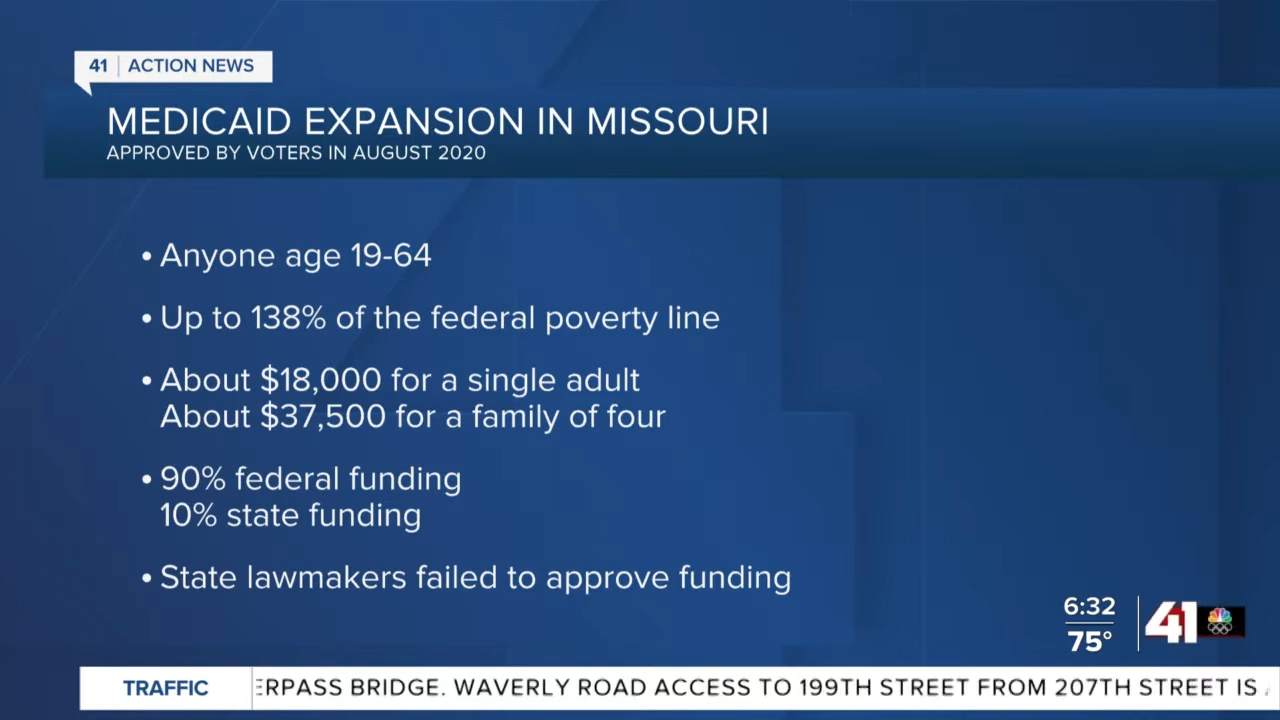 41 | ACTION NEWS
MEDICAID EXPANSION IN MISSOURI
APPROVED BY VOTERS IN AUGUST 2020
• Anyone age 19-64
• Up to 138% of the federal poverty line
• About $18,000 for a single adult
About $37,500 for a family of four
• 90% federal funding
10% state funding
• State lawmakers failed to approve funding
6:32
75°
41
TRAFFIC
RPASS BRIDGE. WAVERLY ROAD ACCESS TO 199TH STREET FROM 207TH STREET IS